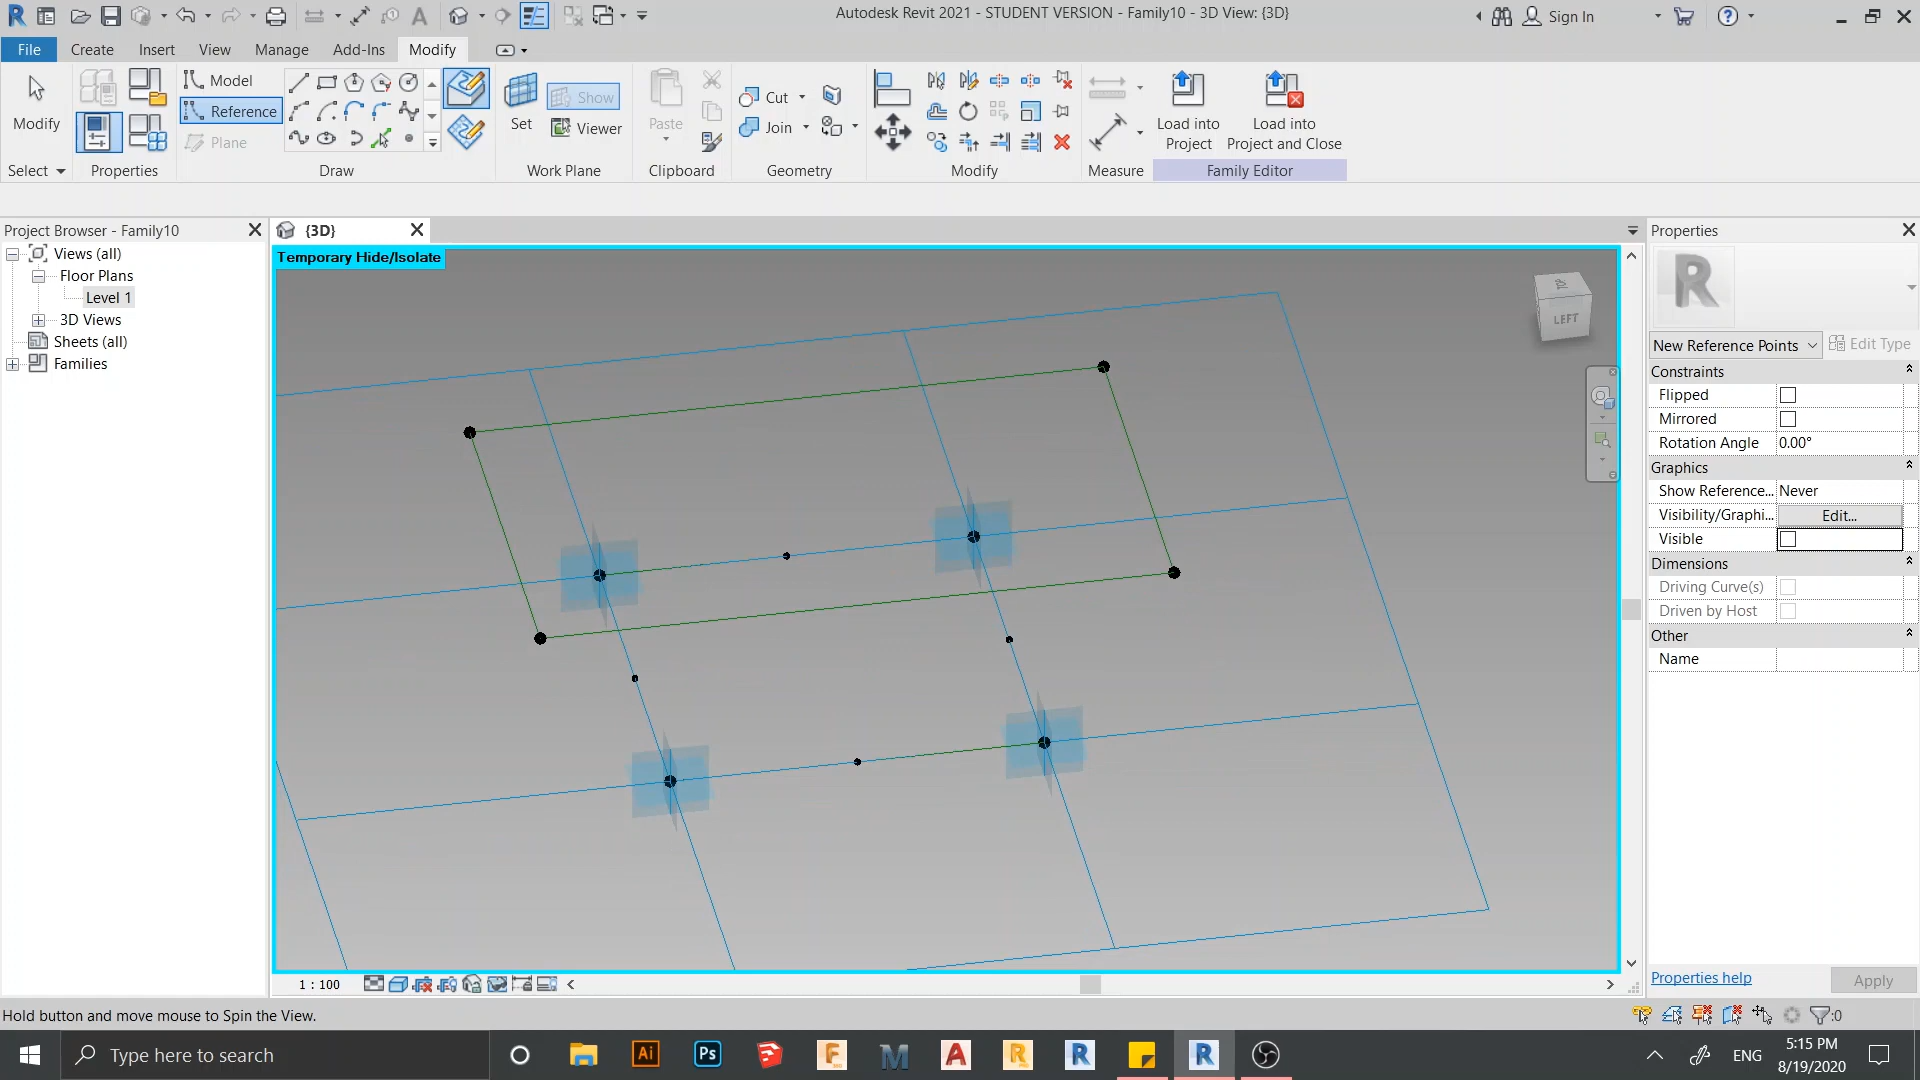 Autodesk Revit 2021 - STUDENT VERSION - Family10 - 3D View: {3D}
Sign In
File
Create
Insert
View
Manage
Add-Ins
Modify
Modify
Model
Reference
Plane
Set
Show
Viewer
Paste
Cut
Join
Load into
Project
Load into
Project and Close
Select
Properties
Draw
Work Plane
Clipboard
Geometry
Modify
Measure
Family Editor
Project Browser - Family10
{3D}
Properties
Views (all)
Floor Plans
Level 1
3D Views
Sheets (all)
Families
Temporary Hide/Isolate
LEFT
New Reference Points
Edit Type
Constraints
Flipped
Mirrored
Rotation Angle
0.00°
Graphics
Show Reference...
Never
Visibility/Graphi...
Edit...
Visible
Dimensions
Driving Curve(s)
Driven by Host
Other
Name
1 : 100
Properties help
Apply
Hold button and move mouse to Spin the View.
:0
Type here to search
Ai
Ps
ENG
5:15 PM
8/19/2020